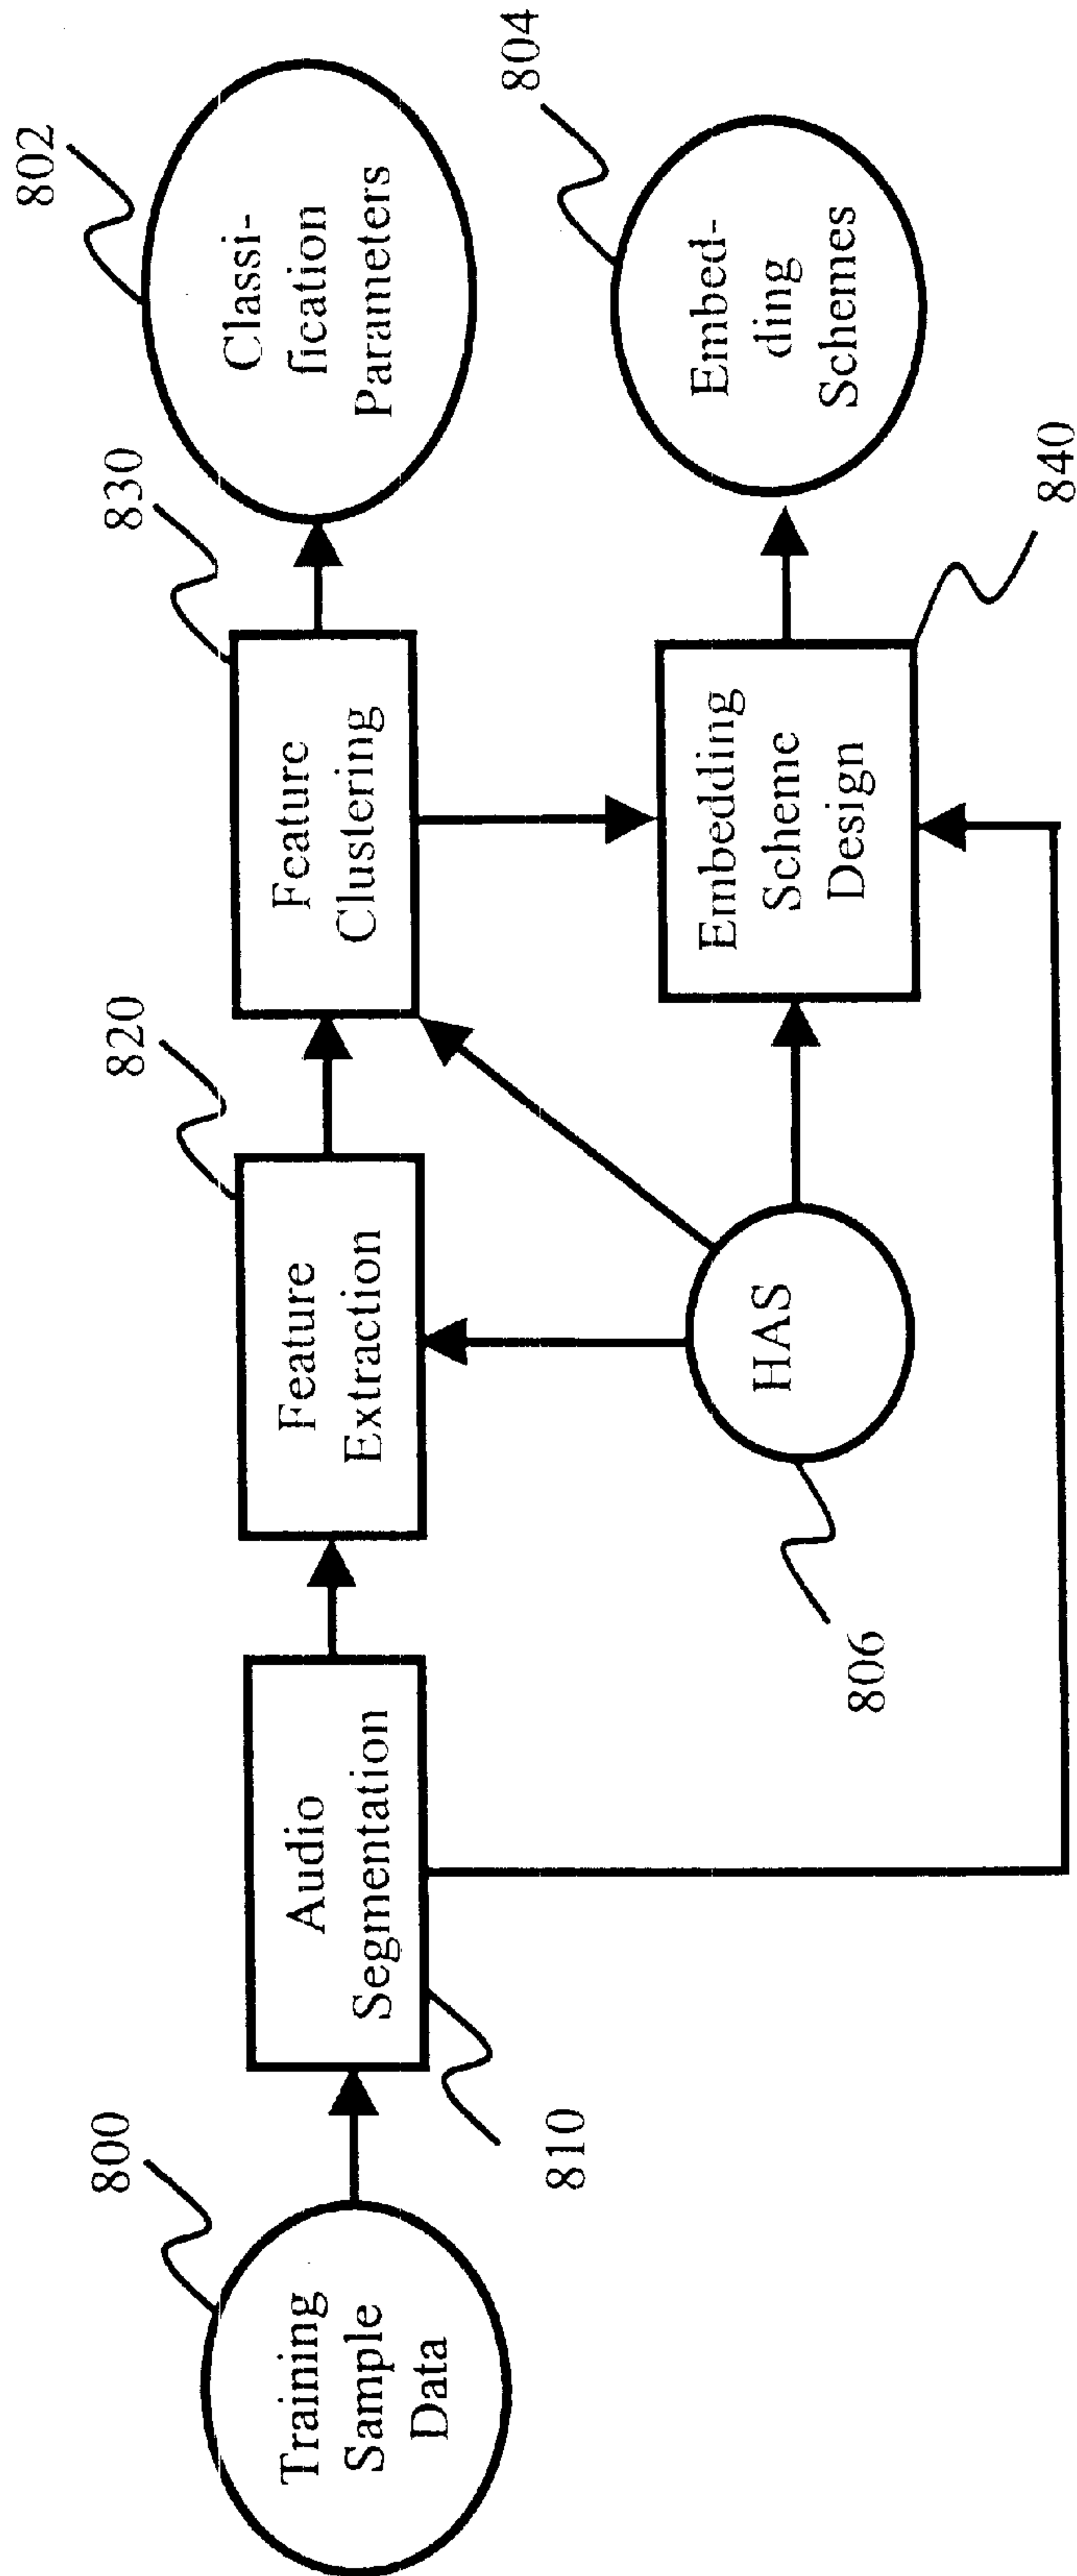 800
Training
Sample
Data
810
Audio
Segmentation
820
Feature
Extraction
830
Feature
Clustering
802
Classi-
fication
Parameters
806
HAS
840
Embedding
Scheme
Design
804
Embed-
ding
Schemes